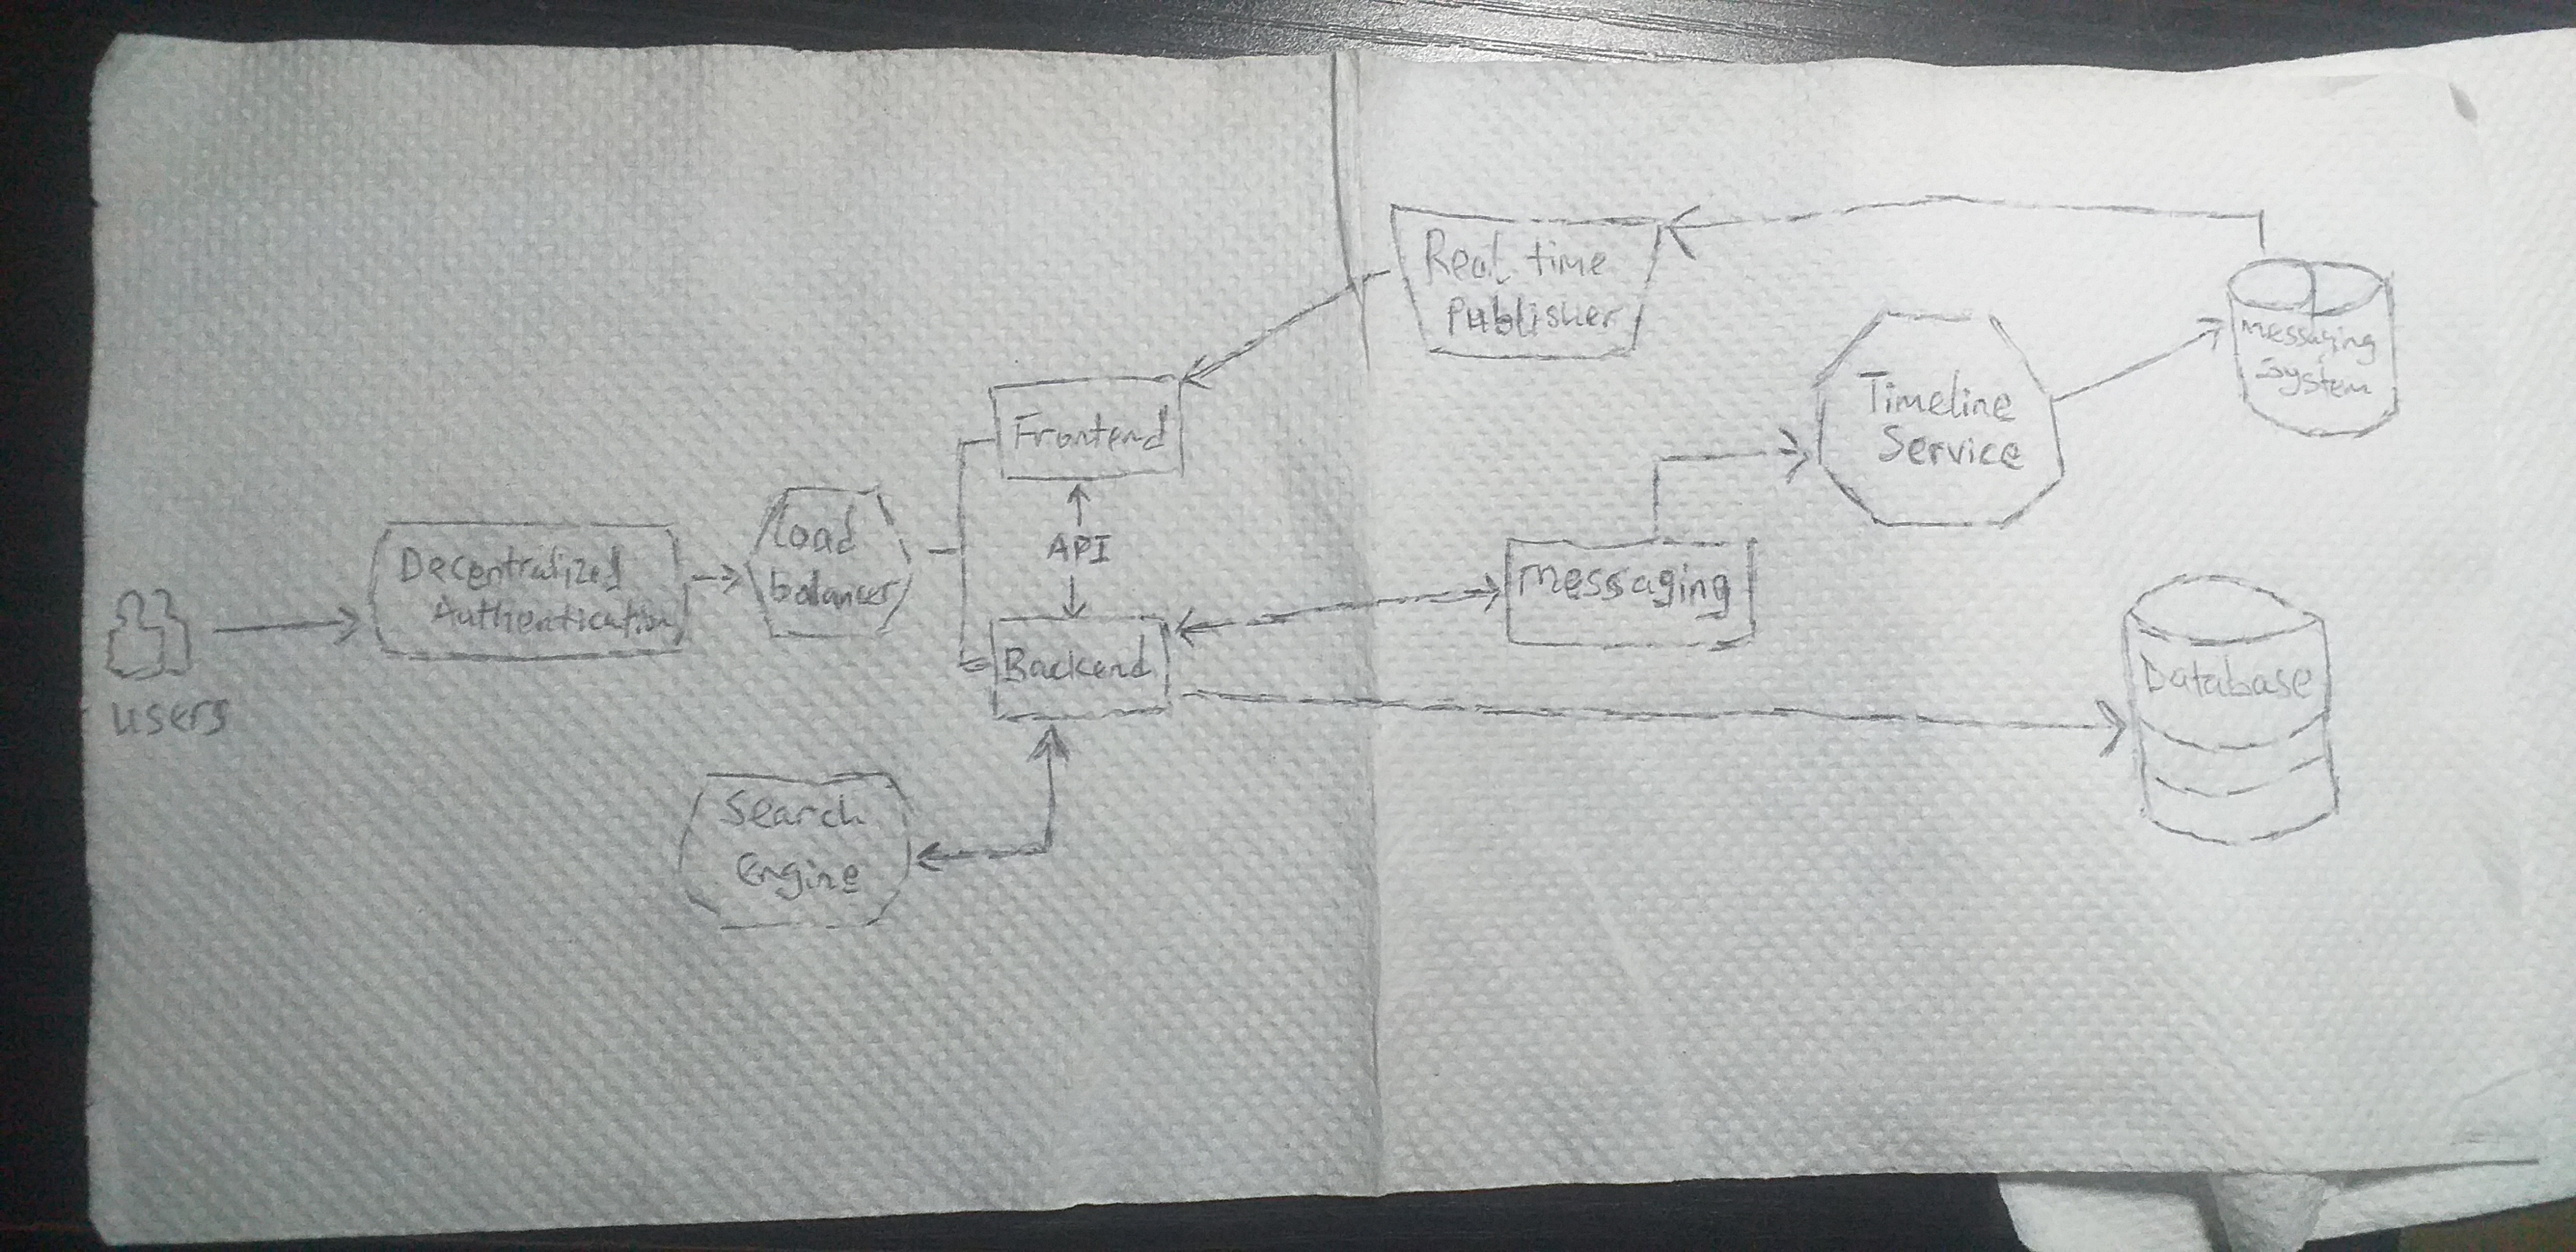 users
Decentralized
Authentication
load
balancer
Frontend
API
Backend
Search
engine
Real time
Publisher
messaging
Timeline
Service
messaging
system
Database